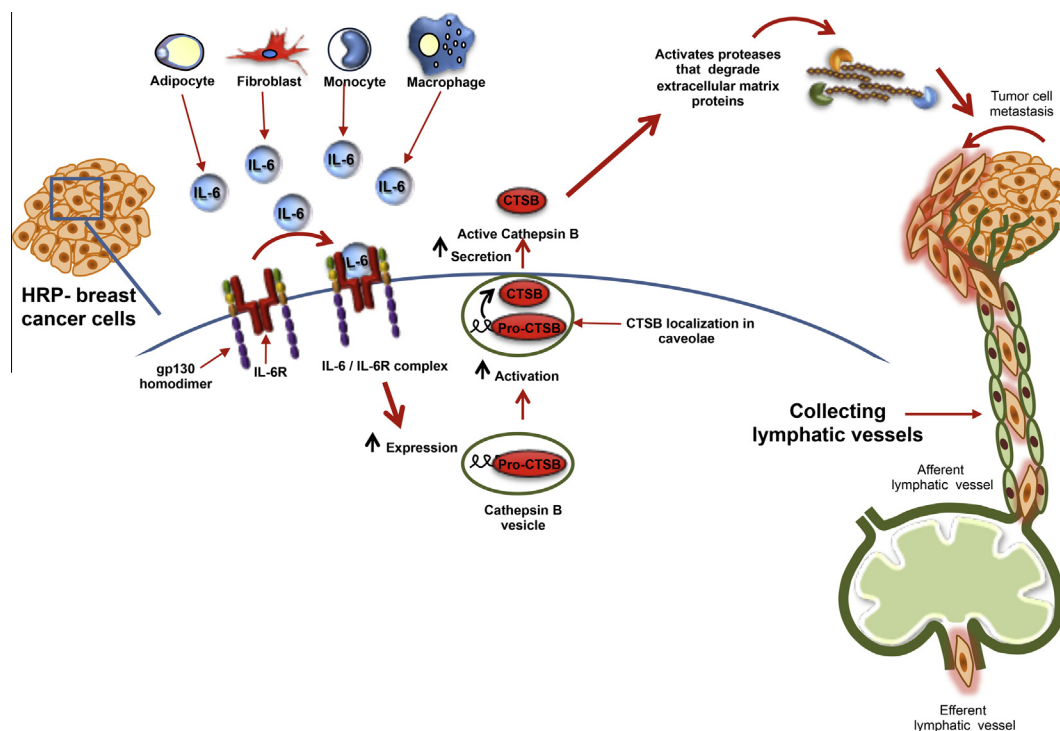 Adipocyte
Fibroblast
Monocyte
Macrophage
IL-6
IL-6
IL-6
IL-6
IL-6
IL-6
HRP- breast
cancer cells
gp130
homodimer
IL-6R
IL-6 / IL-6R complex
Expression
Pro-CTSB
Cathepsin B
vesicle
Activation
CTSB
Pro-CTSB
CTSB localization in
caveolae
Secretion
Active Cathepsin B
CTSB
Activates proteases
that degrade
extracellular matrix
proteins
Tumor cell
metastasis
Collecting
lymphatic vessels
Afferent
lymphatic vessel
Efferent
lymphatic vessel